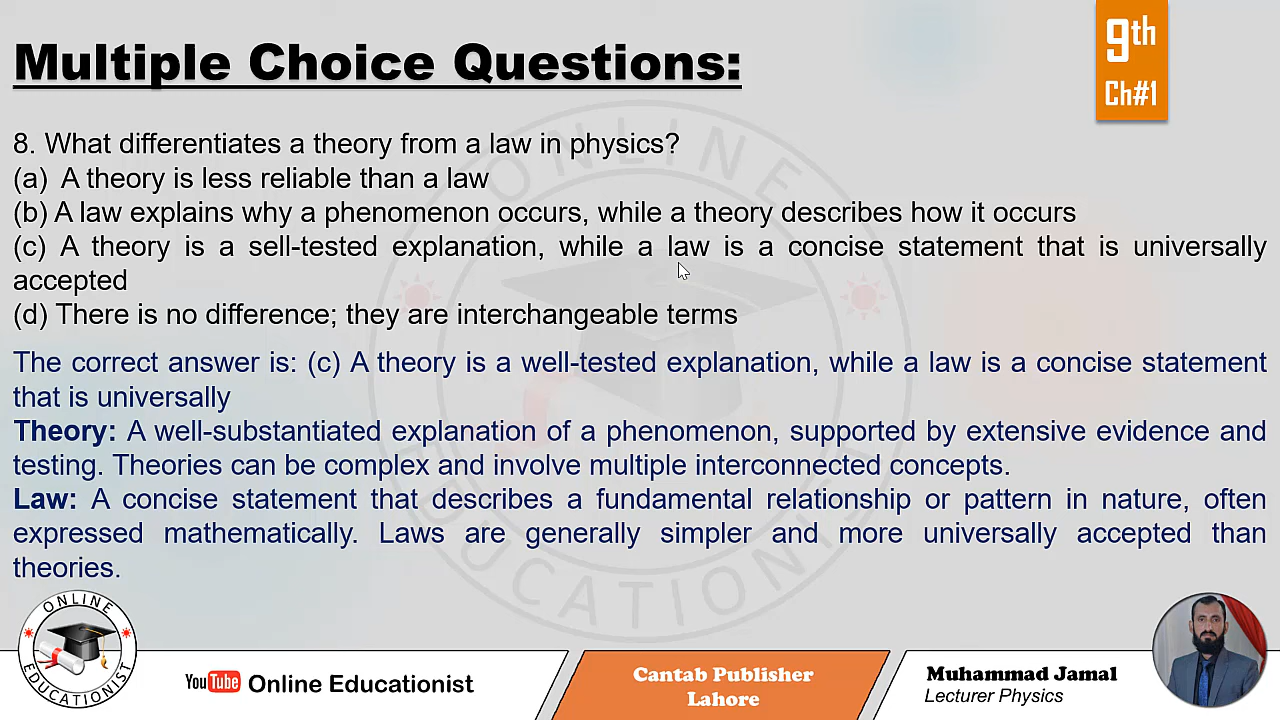 Multiple Choice Questions:
9th
Ch#1
8. What differentiates a theory from a law in physics?
(a) A theory is less reliable than a law
(b) A law explains why a phenomenon occurs, while a theory describes how it occurs
(c) A theory is a sell-tested explanation, while a law is a concise statement that is universally
accepted
(d) There is no difference; they are interchangeable terms
The correct answer is: (c) A theory is a well-tested explanation, while a law is a concise statement
that is universally
Theory: A well-substantiated explanation of a phenomenon, supported by extensive evidence and
testing. Theories can be complex and involve multiple interconnected concepts.
Law: A concise statement that describes a fundamental relationship or pattern in nature, often
expressed mathematically. Laws are generally simpler and more universally accepted than
theories.
ONLINE
EDUCATIONIST
ONLINE
EDUCATIONIST
YouTube Online Educationist
Cantab Publisher
Lahore
Muhammad Jamal
Lecturer Physics